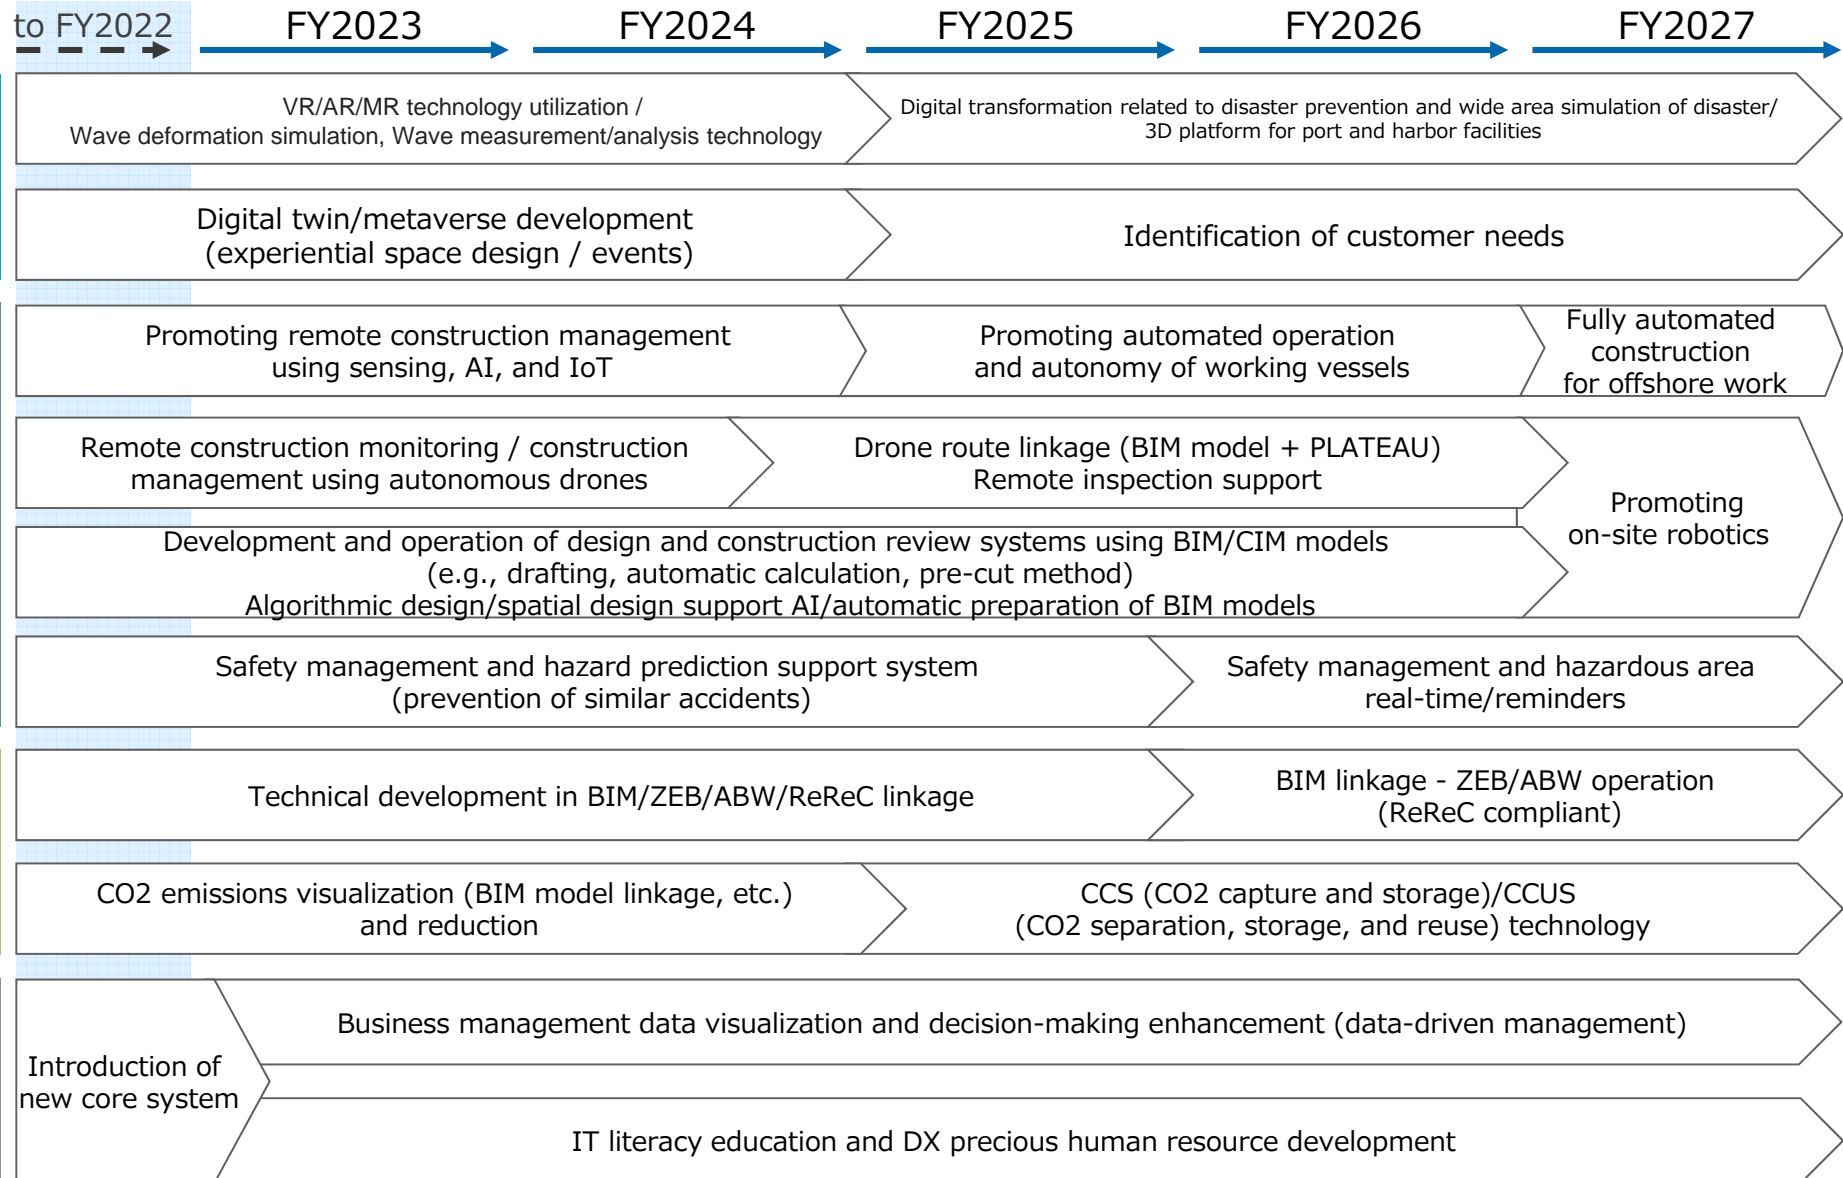 to FY2022
FY2023
FY2024
FY2025
FY2026
FY2027
VR/AR/MR technology utilization /
Wave deformation simulation, Wave measurement/analysis technology
Digital transformation related to disaster prevention and wide area simulation of disaster/
3D platform for port and harbor facilities
Digital twin/metaverse development
(experiential space design / events)
Identification of customer needs
Promoting remote construction management
using sensing, AI, and IoT
Promoting automated operation
and autonomy of working vessels
Fully automated
construction
for offshore work
Remote construction monitoring / construction
management using autonomous drones
Drone route linkage (BIM model + PLATEAU)
Remote inspection support
Promoting
on-site robotics
Development and operation of design and construction review systems using BIM/CIM models
(e.g., drafting, automatic calculation, pre-cut method)
Algorithmic design/spatial design support AI/automatic preparation of BIM models
Safety management and hazard prediction support system
(prevention of similar accidents)
Safety management and hazardous area
real-time/reminders
Technical development in BIM/ZEB/ABW/ReReC linkage
BIM linkage - ZEB/ABW operation
(ReReC compliant)
CO2 emissions visualization (BIM model linkage, etc.)
and reduction
CCS (CO2 capture and storage)/CCUS
(CO2 separation, storage, and reuse) technology
Introduction of
new core system
Business management data visualization and decision-making enhancement (data-driven management)
IT literacy education and DX precious human resource development